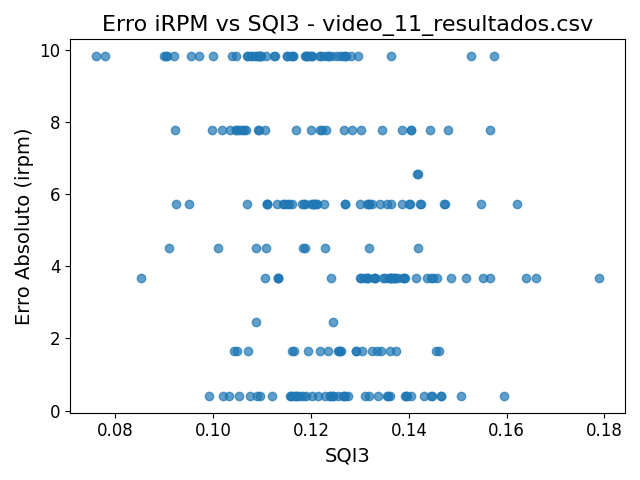 Erro iRPM vs SQI3 - video_11_resultados.csv
Erro Absoluto (irpm)
10
8
6
4
2
0
0.08 0.10 0.12 0.14 0.16 0.18
SQI3